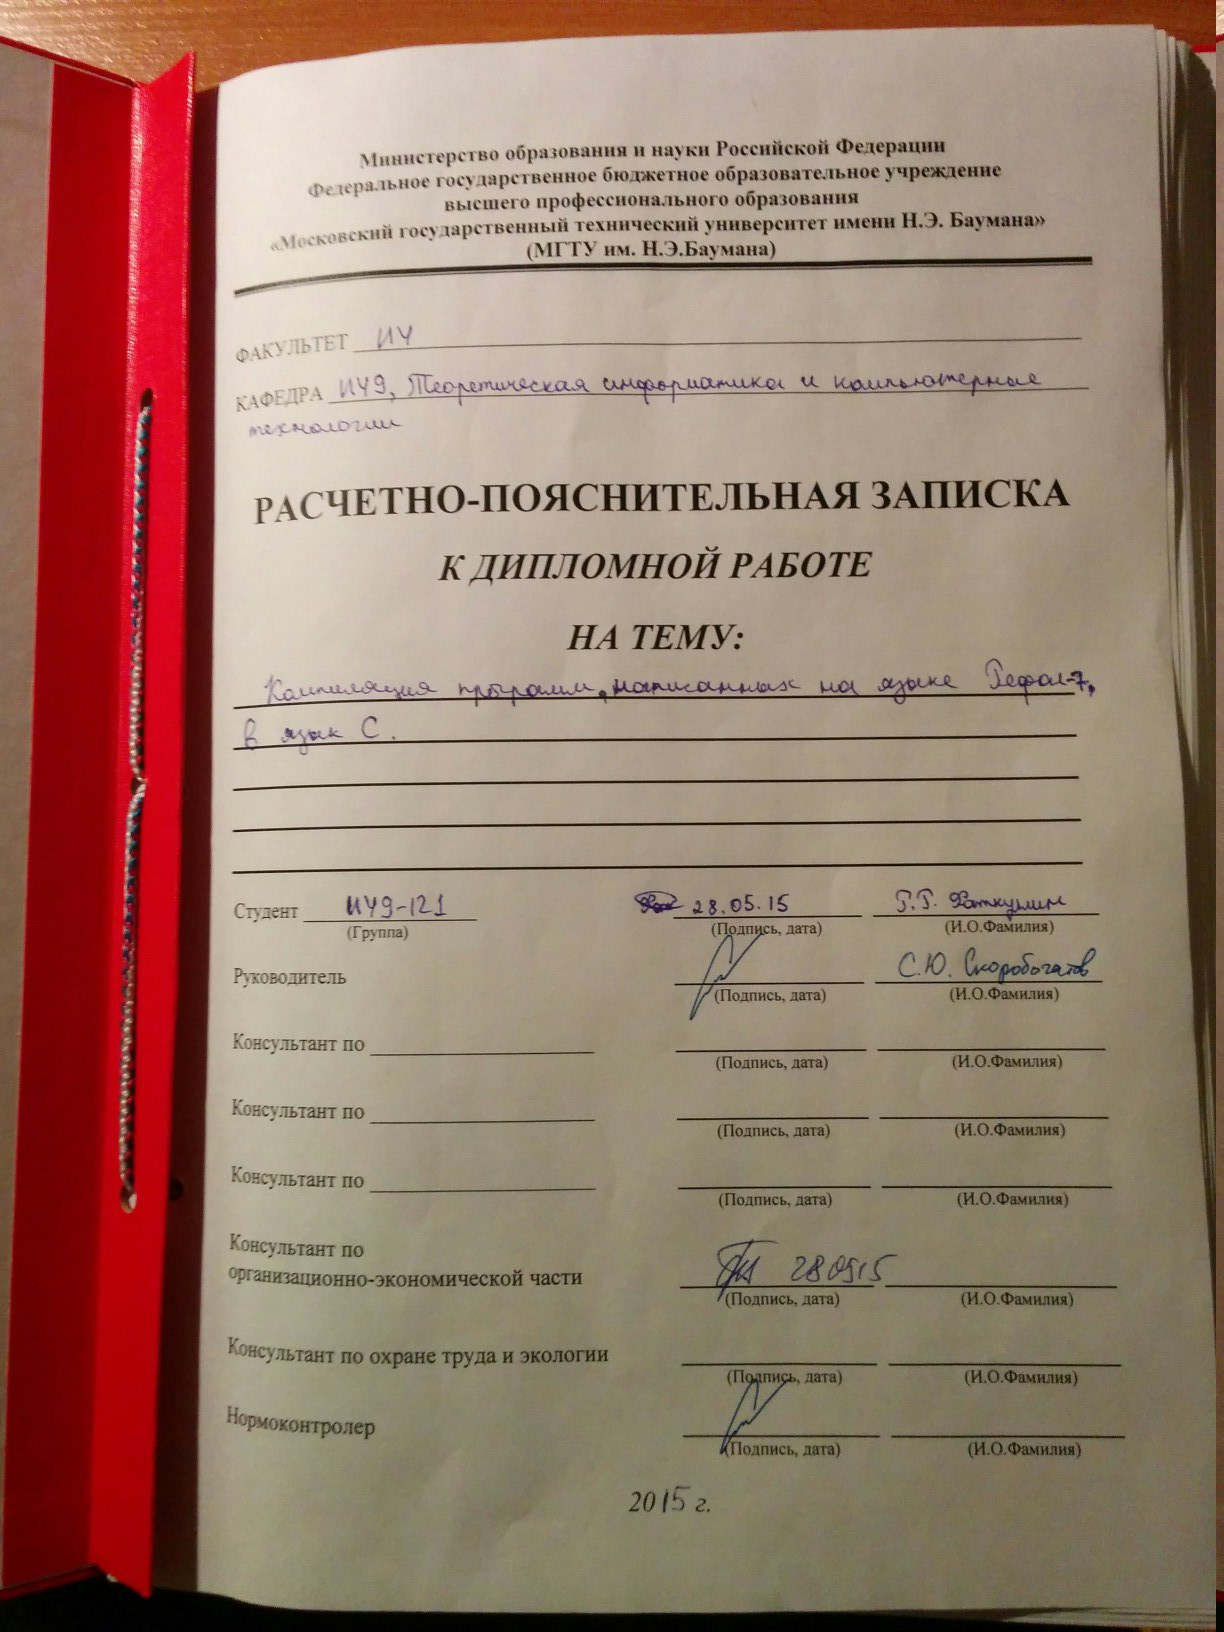 Министерство образования и науки Российской Федерации
Федеральное государственное бюджетное образовательное учреждение
высшего профессионального образования
«Московский государственный технический университет имени Н.Э. Баумана»
(МГТУ им. Н.Э.Баумана)
ФАКУЛЬТЕТ ИУ
КАФЕДРА ИУ9, Теоретическая информатика и компьютерные
технологии
РАСЧЕТНО-ПОЯСНИТЕЛЬНАЯ ЗАПИСКА
К ДИПЛОМНОЙ РАБОТЕ
НА ТЕМУ:
Компиляция программ, написанных на языке Рефал-7,
в язык С.
Студент ИУ9-121 28.05.15 Г.Г. Фаткулин
(Группа) (Подпись, дата) (И.О.Фамилия)
Руководитель С.Ю. Скоробогатов
(Подпись, дата) (И.О.Фамилия)
Консультант по
(Подпись, дата) (И.О.Фамилия)
Консультант по
(Подпись, дата) (И.О.Фамилия)
Консультант по
(Подпись, дата) (И.О.Фамилия)
Консультант по
организационно-экономической части 280515
(Подпись, дата) (И.О.Фамилия)
Консультант по охране труда и экологии
(Подпись, дата) (И.О.Фамилия)
Нормоконтролер
(Подпись, дата) (И.О.Фамилия)
2015 г.